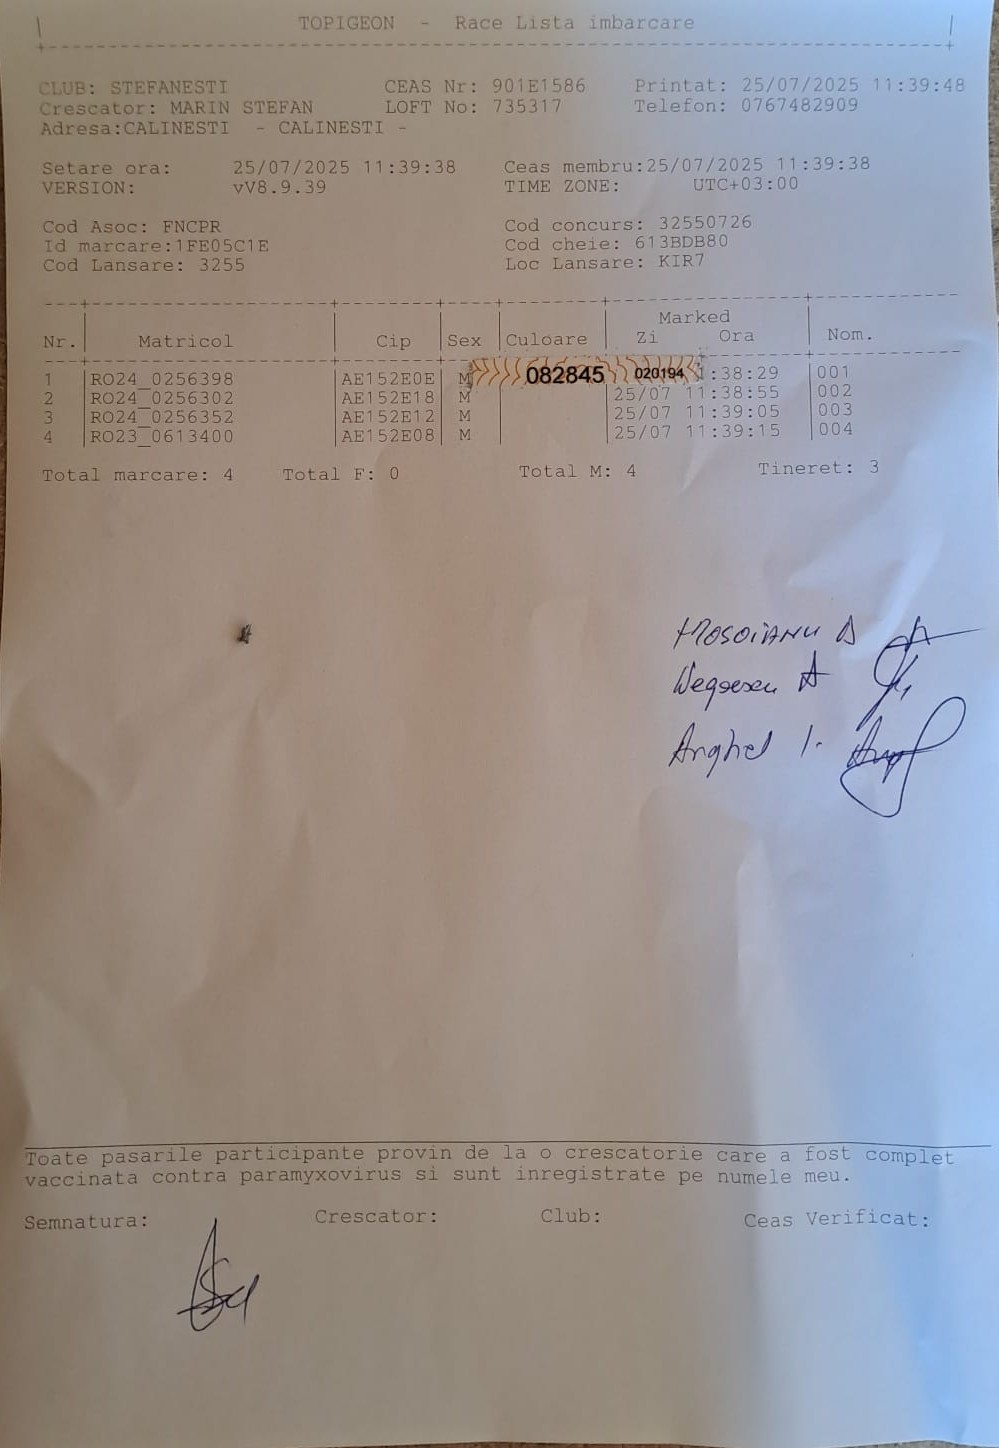 TOPIGEON - Race Lista imbarcare
CLUB: STEFANESTI CEAS Nr: 901E1586 Printat: 25/07/2025 11:39:48
Crescator: MARIN STEFAN LOFT No: 735317 Telefon: 0767482909
Adresa:CALINESTI - CALINESTI -
Setare ora: 25/07/2025 11:39:38 Ceas membru:25/07/2025 11:39:38
VERSION: vV8.9.39 TIME ZONE: UTC+03:00
Cod Asoc: FNCPR Cod concurs: 32550726
Id marcare:1FE05C1E Cod cheie: 613BDB80
Cod Lansare: 3255 Loc Lansare: KIR7
Marked
Nr. Matricol Cip Sex Culoare Zi Ora Nom.
1 RO24_0256398 AE152E0E M 082845 020194 1:38:29 001
2 RO24_0256302 AE152E18 M 25/07 11:38:55 002
3 RO24_0256352 AE152E12 M 25/07 11:39:05 003
4 RO23_0613400 AE152E08 M 25/07 11:39:15 004
Total marcare: 4 Total F: 0 Total M: 4 Tineret: 3
Mosoianu A
A
Anghel I.
Toate pasarile participante provin de la o crescatorie care a fost complet
vaccinata contra paramyxovirus si sunt inregistrate pe numele meu.
Semnatura: Crescator: Club: Ceas Verificat: